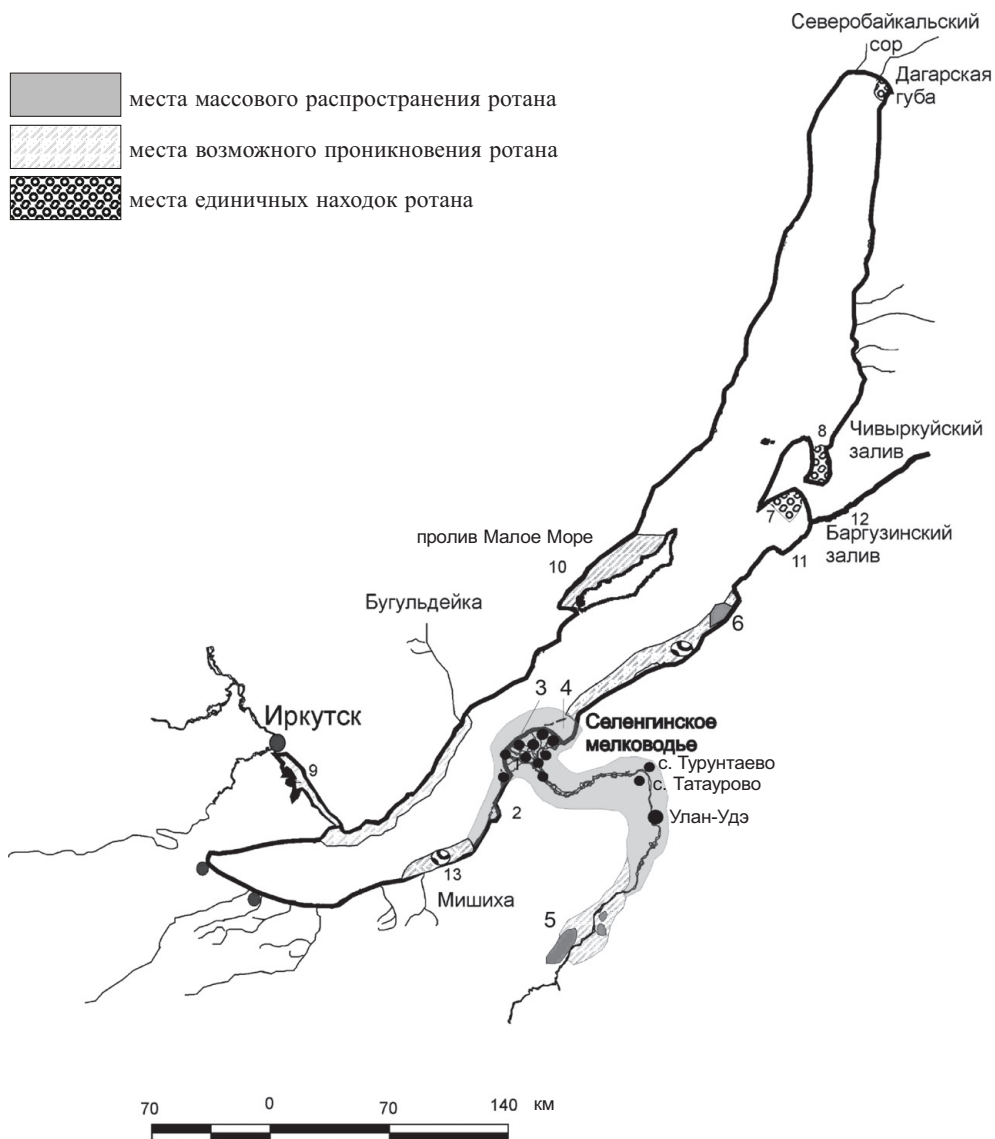 Северобайкальский
сор
Дагарская
губа
места массового распространения ротана
места возможного проникновения ротана
места единичных находок ротана
8
Чивыркуйский
залив
7
12
Баргузинский
залив
11
пролив Малое Море
10
Бугульдейка
6
3
4
Иркутск
Селенгинское
мелководье
с. Турунтаево
с. Татаурово
9
1
2
Улан-Удэ
13
Мишиха
5
70
0
70
140
км